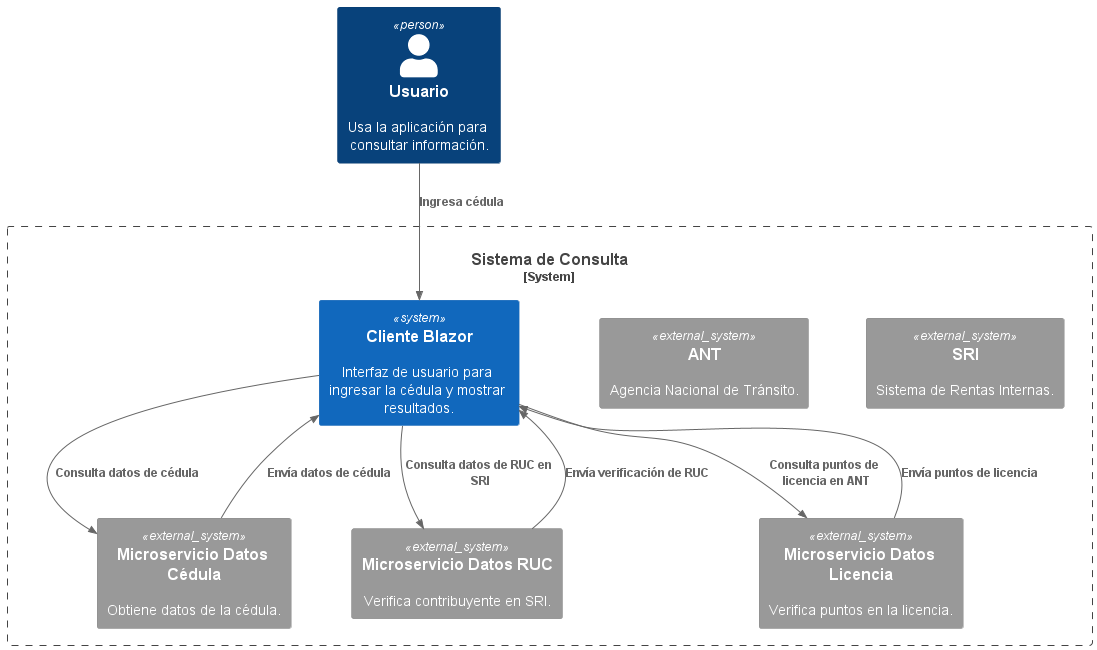 «person»
Usuario
Usa la aplicación para
consultar información.
Ingresa cédula
Sistema de Consulta
[System]
«system»
Cliente Blazor
Interfaz de usuario para
ingresar la cédula y mostrar
resultados.
«external_system»
ANT
Agencia Nacional de Tránsito.
«external_system»
SRI
Sistema de Rentas Internas.
Consulta datos de cédula
Envía datos de cédula
Consulta datos de RUC en
SRI
Envía verificación de RUC
Consulta puntos de
licencia en ANT
Envía puntos de licencia
«external_system»
Microservicio Datos
Cédula
Obtiene datos de la cédula.
«external_system»
Microservicio Datos RUC
Verifica contribuyente en SRI.
«external_system»
Microservicio Datos
Licencia
Verifica puntos en la licencia.